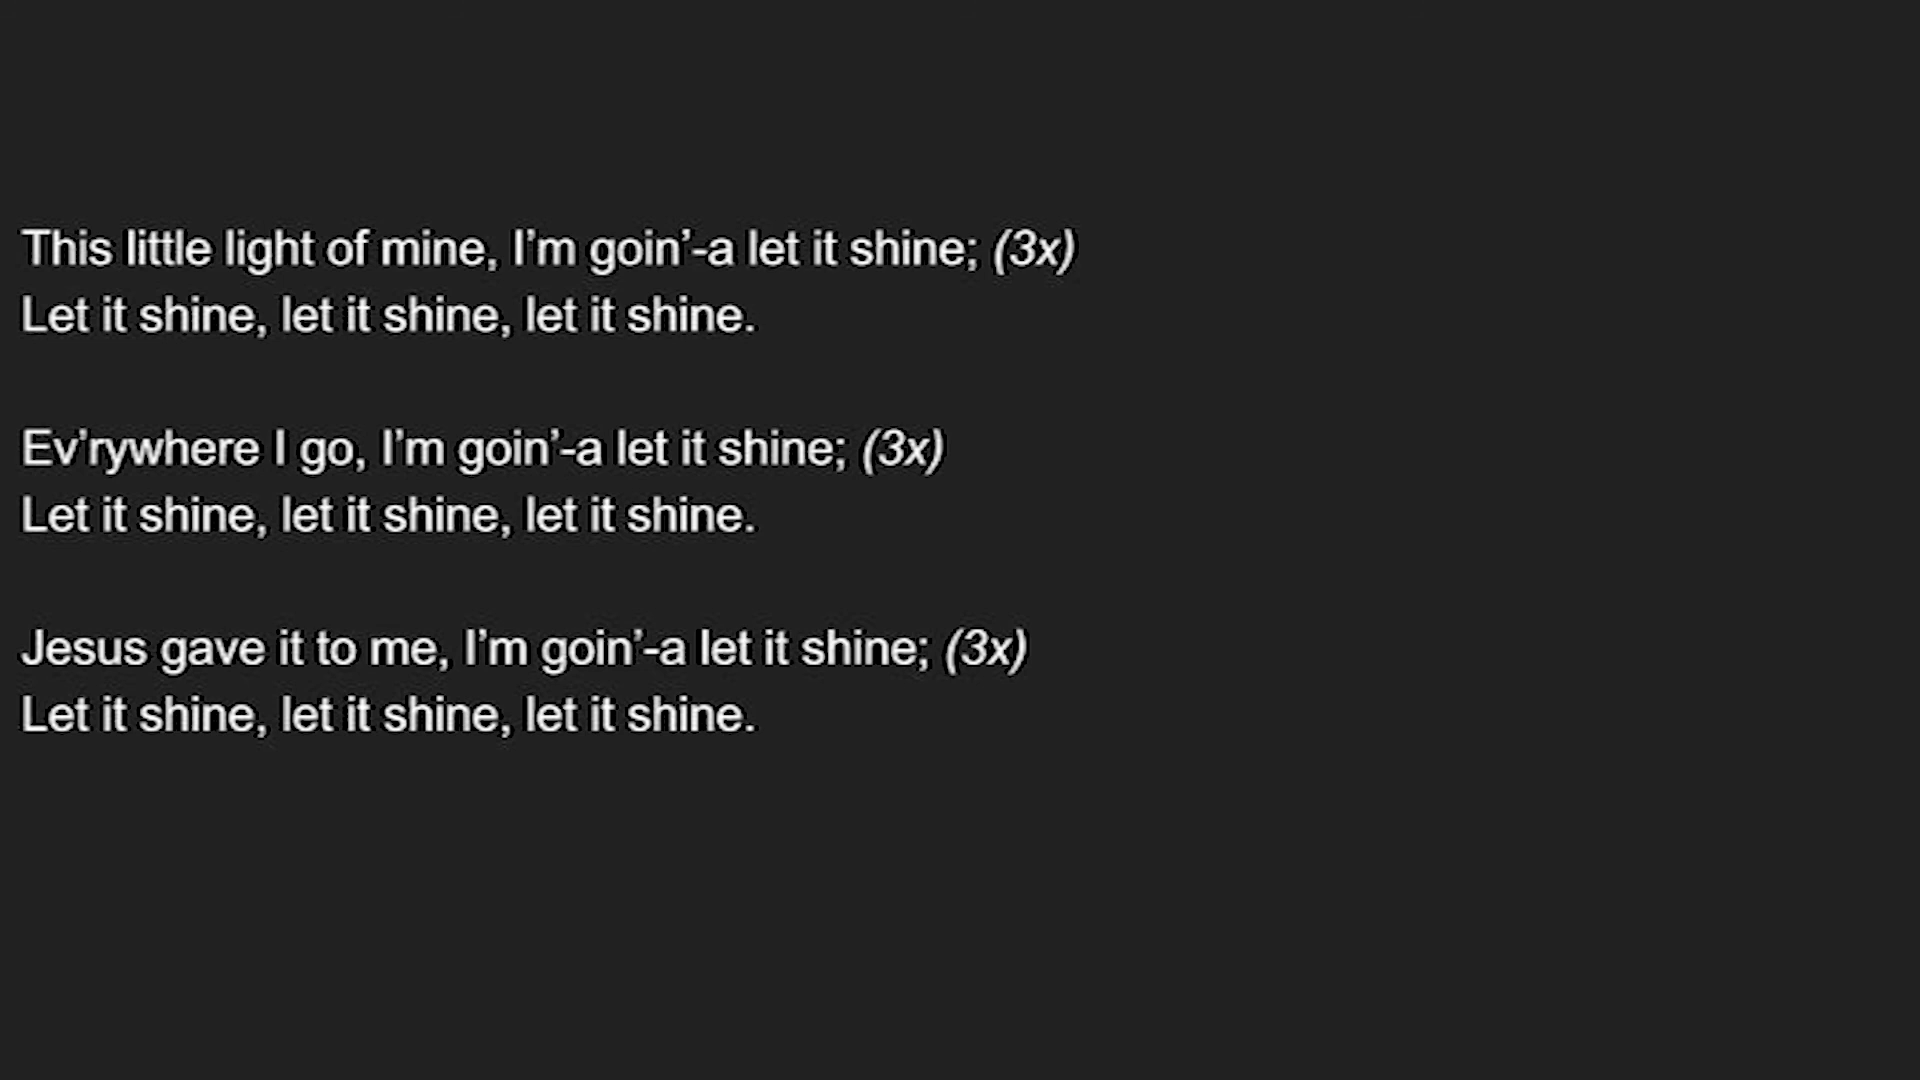 This little light of mine, I’m goin’-a let it shine; (3x)
Let it shine, let it shine, let it shine.
Ev’rywhere I go, I’m goin’-a let it shine; (3x)
Let it shine, let it shine, let it shine.
Jesus gave it to me, I’m goin’-a let it shine; (3x)
Let it shine, let it shine, let it shine.